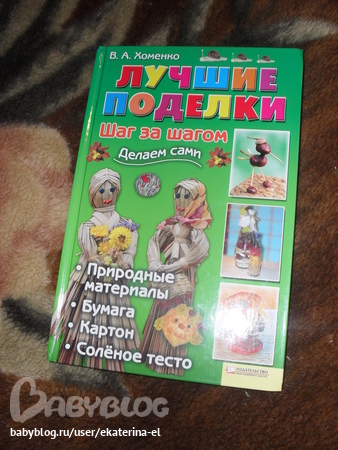 В. А. Хоменко
ЛУЧШИЕ
ПОДЕЛКИ
Шаг за шагом
Делаем сами
• Природные
материалы
• Бумага
• Картон
• Солёное тесто
ИЗДАТЕЛЬСТВО
BABYBLOG
babyblog.ru/user/ekaterina-el